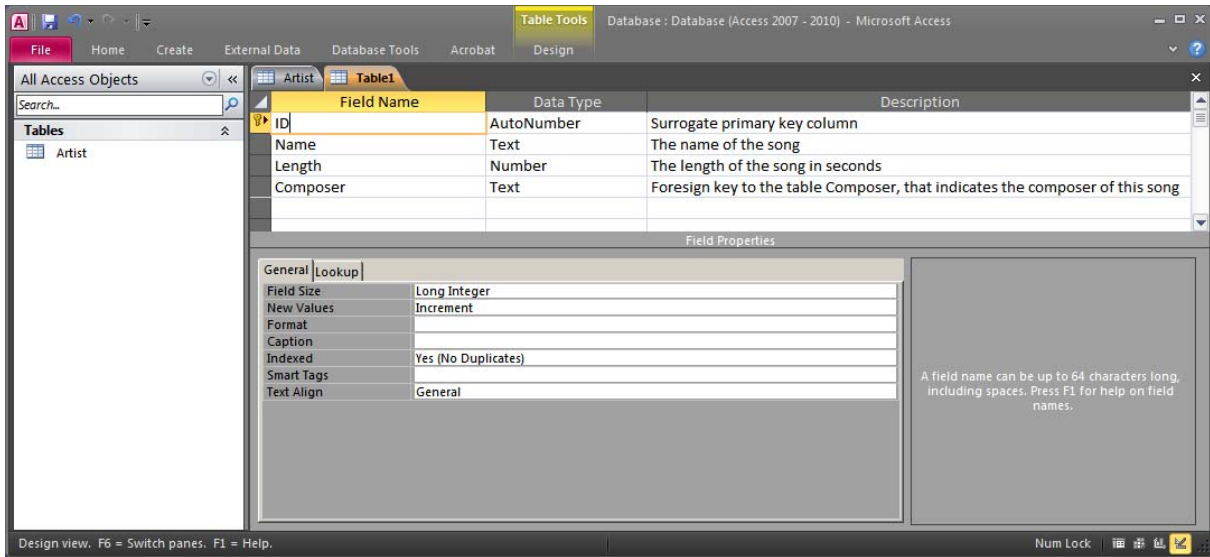 A
Table Tools Database : Database (Access 2007 - 2010) - Microsoft Access
File Home Create External Data Database Tools Acrobat Design
All Access Objects
Artist Table1
Search...
Tables
Artist
Field Name Data Type Description
ID AutoNumber Surrogate primary key column
Name Text The name of the song
Length Number The length of the song in seconds
Composer Text Foresign key to the table Composer, that indicates the composer of this song
Field Properties
General Lookup
Field Size Long Integer
New Values Increment
Format
Caption
Indexed Yes (No Duplicates)
Smart Tags
Text Align General
A field name can be up to 64 characters long,
including spaces. Press F1 for help on field
names.
Design view. F6 = Switch panes. F1 = Help. Num Lock